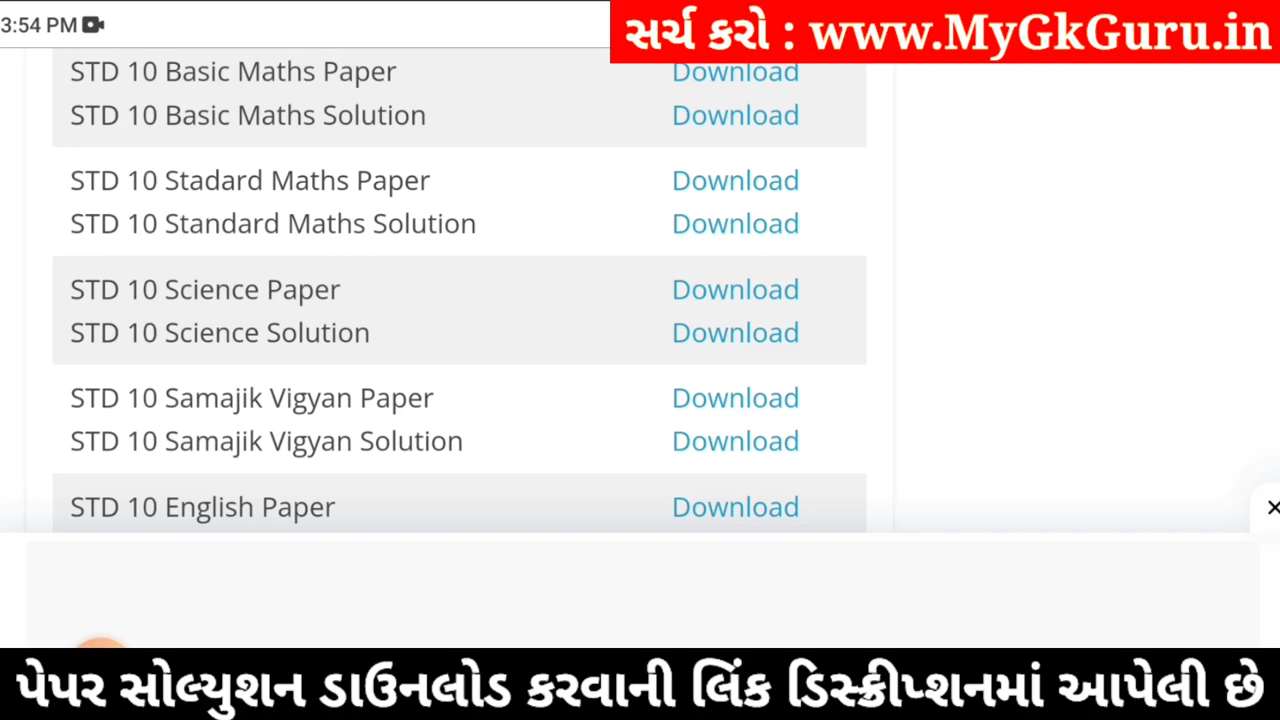 3:54 PM
સર્ચ કરો : www.MyGkGuru.in
STD 10 Basic Maths Paper Download
STD 10 Basic Maths Solution Download
STD 10 Stadard Maths Paper Download
STD 10 Standard Maths Solution Download
STD 10 Science Paper Download
STD 10 Science Solution Download
STD 10 Samajik Vigyan Paper Download
STD 10 Samajik Vigyan Solution Download
STD 10 English Paper Download
પેપર સોલ્યુશન ડાઉનલોડ કરવાની લિંક ડિસ્ક્રીપ્શનમાં આપેલી છે